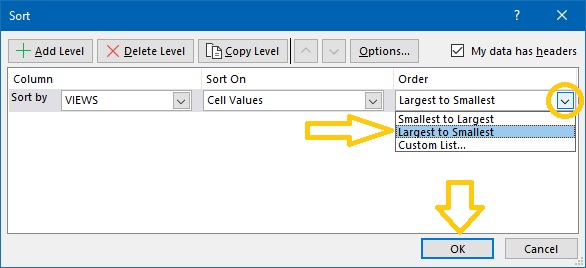 Sort ?
Add Level Delete Level Copy Level Options... My data has headers
Column Sort On Order
Sort by VIEWS Cell Values Largest to Smallest
Smallest to Largest
Largest to Smallest
Custom List...
OK Cancel